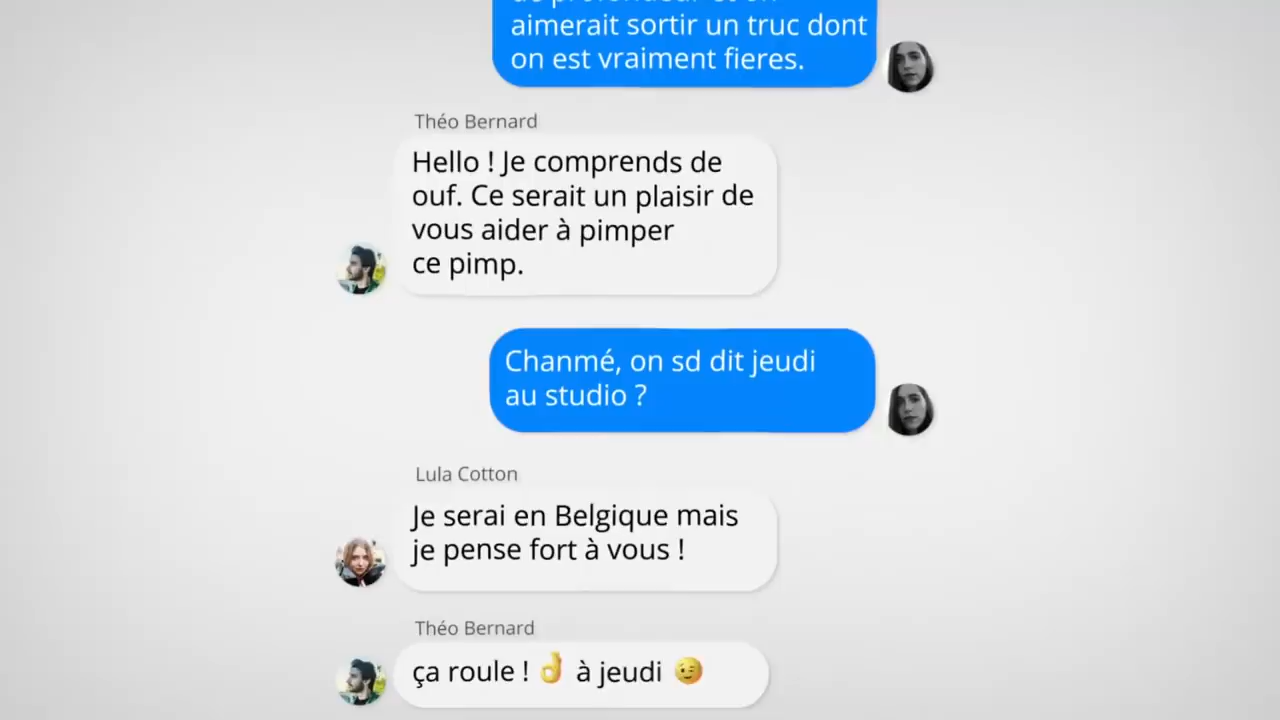 aimerait sortir un truc dont
on est vraiment fieres.
Théo Bernard
Hello ! Je comprends de
ouf. Ce serait un plaisir de
vous aider à pimper
ce pimp.
Chanmé, on sd dit jeudi
au studio ?
Lula Cotton
Je serai en Belgique mais
je pense fort à vous !
Théo Bernard
ça roule ! 👌 à jeudi 😉